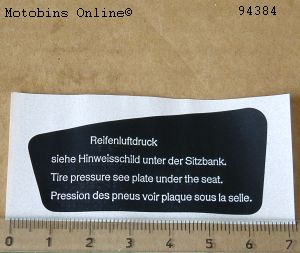 Motobins Online© 94384
Reifenluftdruck
siehe Hinweisschild unter der Sitzbank.
Tire pressure see plate under the seat.
Pression des pneus voir plaque sous la selle.
0 1 2 3 4 5 6 7